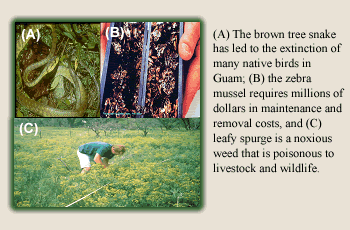 (A)
(B)
(C)
(A) The brown tree snake
has led to the extinction of
many native birds in
Guam; (B) the zebra
mussel requires millions of
dollars in maintenance and
removal costs, and (C)
leafy spurge is a noxious
weed that is poisonous to
livestock and wildlife.